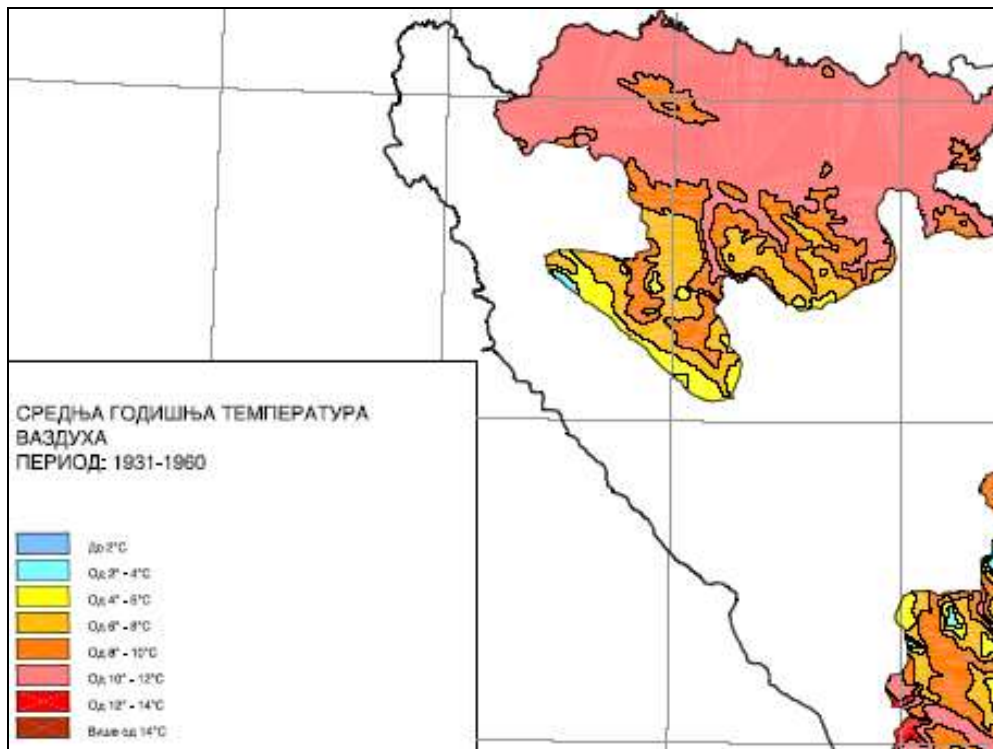 СРЕДЊА ГОДИШЊА ТЕМПЕРАТУРА
ВАЗДУХА
ПЕРИОД: 1931-1960
До 2°C
Од 2° - 4°C
Од 4° - 6°C
Од 6° - 8°C
Од 8° - 10°C
Од 10° - 12°C
Од 12° - 14°C
Више од 14°C